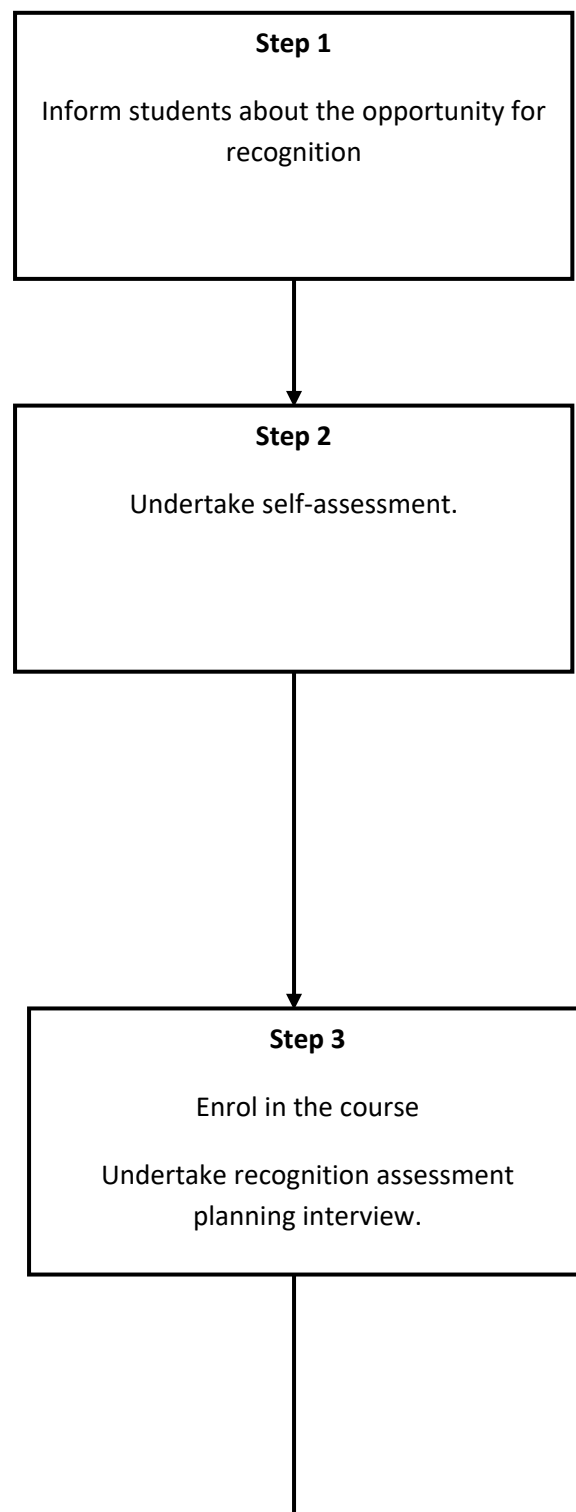 Step 1
Inform students about the opportunity for
recognition
Step 2
Undertake self-assessment.
Step 3
Enrol in the course
Undertake recognition assessment
planning interview.